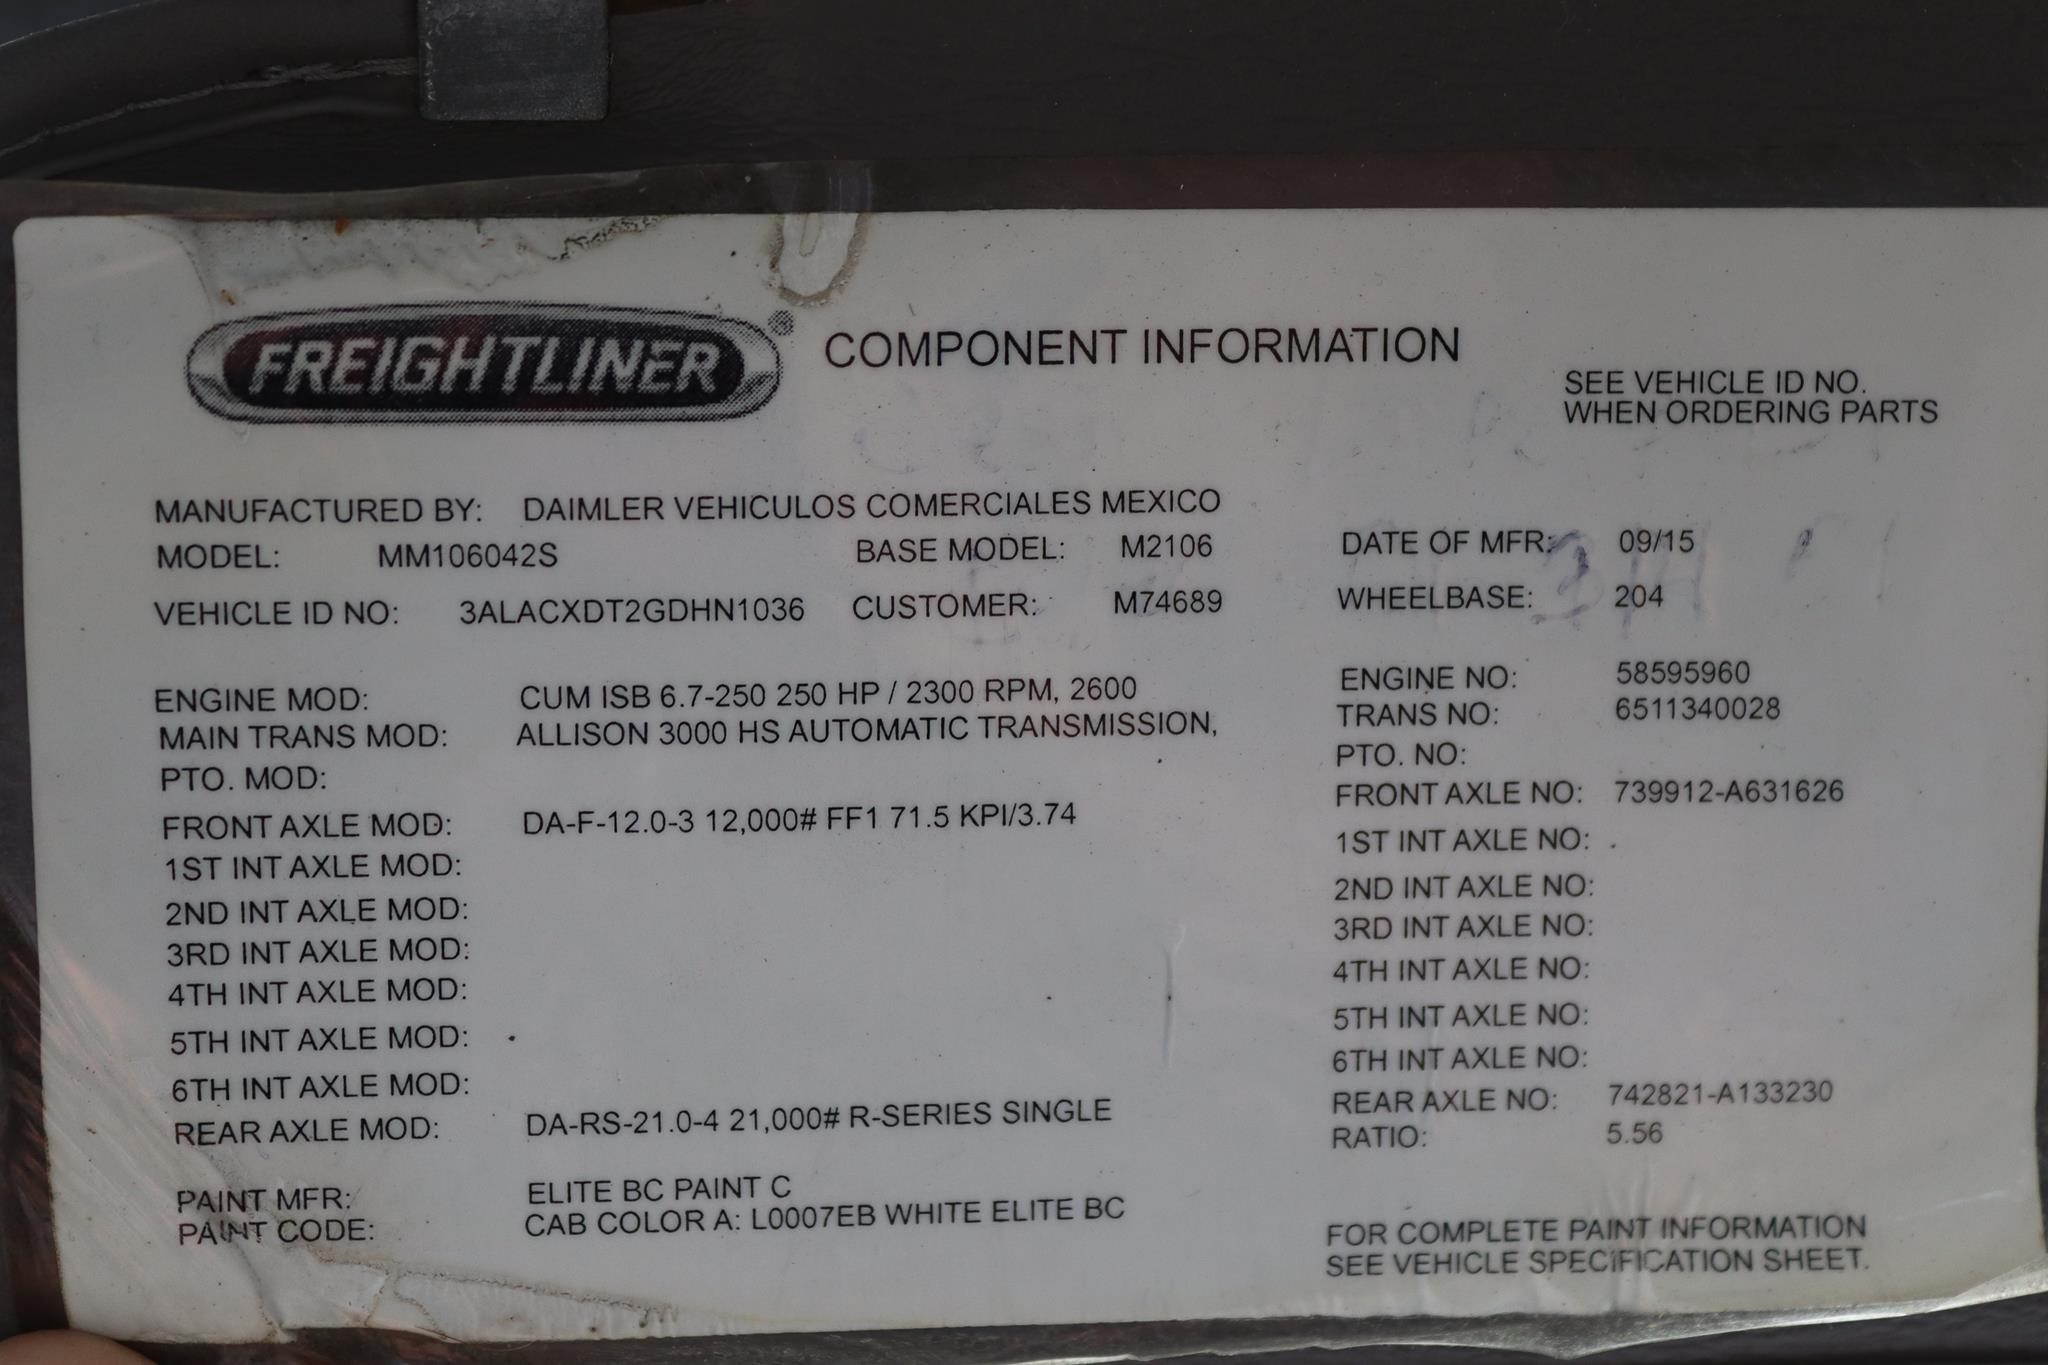 FREIGHTLINER®
COMPONENT INFORMATION
SEE VEHICLE ID NO.
WHEN ORDERING PARTS
MANUFACTURED BY: DAIMLER VEHICULOS COMERCIALES MEXICO
MODEL: MM106042S BASE MODEL: M2106 DATE OF MFR: 09/15
VEHICLE ID NO: 3ALACXDT2GDHN1036 CUSTOMER: M74689 WHEELBASE: 204
ENGINE MOD: CUM ISB 6.7-250 250 HP / 2300 RPM, 2600 ENGINE NO: 58595960
MAIN TRANS MOD: ALLISON 3000 HS AUTOMATIC TRANSMISSION, TRANS NO: 6511340028
PTO. MOD: PTO. NO:
FRONT AXLE MOD: DA-F-12.0-3 12,000# FF1 71.5 KPI/3.74 FRONT AXLE NO: 739912-A631626
1ST INT AXLE MOD: 1ST INT AXLE NO:
2ND INT AXLE MOD: 2ND INT AXLE NO:
3RD INT AXLE MOD: 3RD INT AXLE NO:
4TH INT AXLE MOD: 4TH INT AXLE NO:
5TH INT AXLE MOD: 5TH INT AXLE NO:
6TH INT AXLE MOD: 6TH INT AXLE NO:
REAR AXLE MOD: DA-RS-21.0-4 21,000# R-SERIES SINGLE REAR AXLE NO: 742821-A133230
RATIO: 5.56
PAINT MFR: ELITE BC PAINT C
PAINT CODE: CAB COLOR A: L0007EB WHITE ELITE BC
FOR COMPLETE PAINT INFORMATION
SEE VEHICLE SPECIFICATION SHEET.